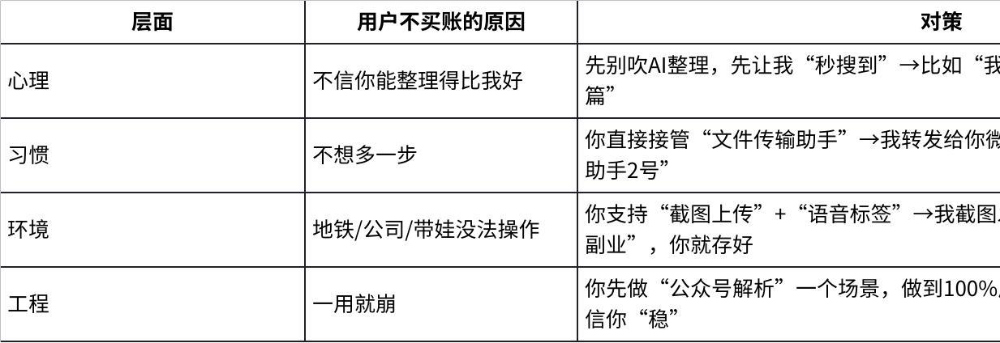 层面 用户不买账的原因 对策
心理 不信你能整理得比我好 先别吹AI整理，先让我“秒搜到”→比如“我
篇”
习惯 不想多一步 你直接接管“文件传输助手”→我转发给你微
助手2号”
环境 地铁/公司/带娃没法操作 你支持“截图上传”+“语音标签”→我截图
副业”，你就存好
工程 一用就崩 你先做“公众号解析”一个场景，做到100%
信你“稳”